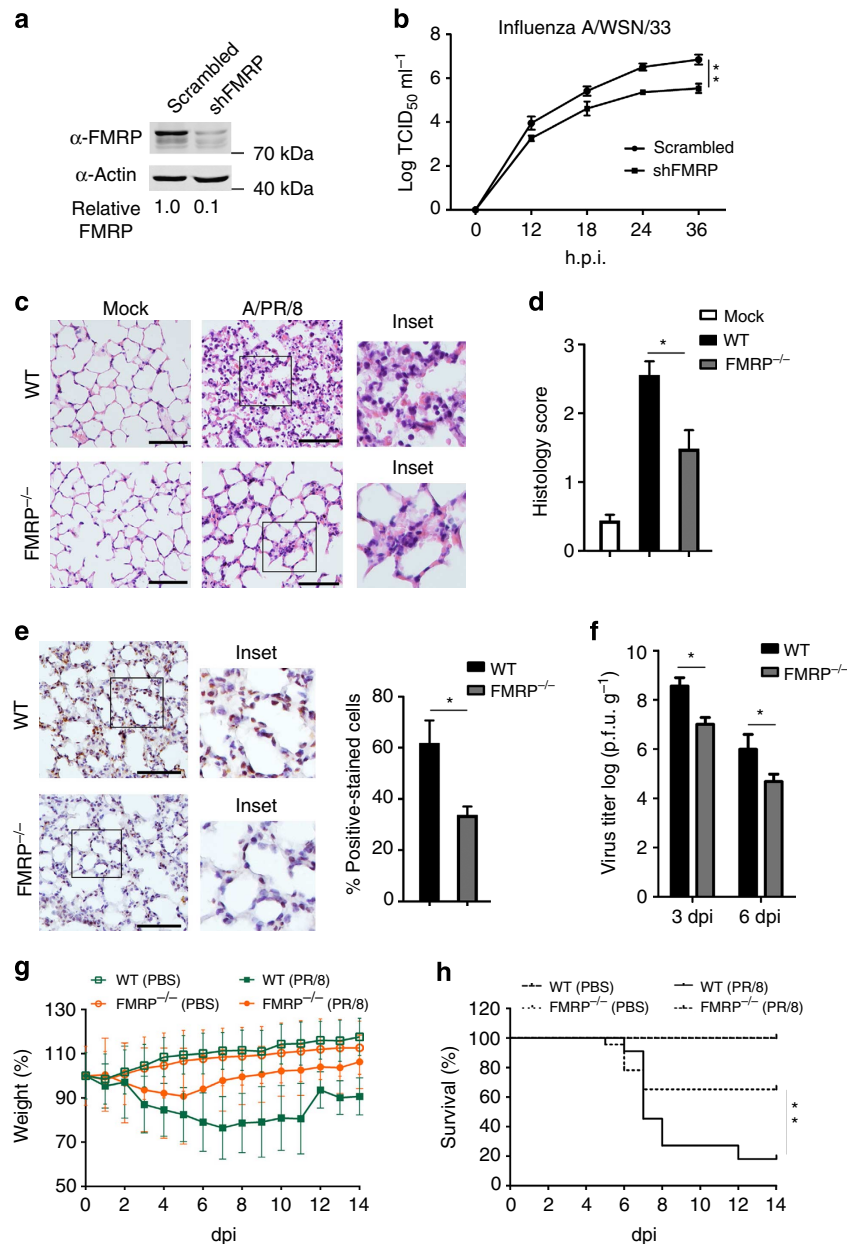 a
Scrambled
shFMRP
α-FMRP
70 kDa
α-Actin
40 kDa
Relative FMRP 1.0 0.1
b
Influenza A/WSN/33
Log TCID50 ml–1
8
6
4
2
0
**
Scrambled
shFMRP
0 12 18 24 36
h.p.i.
c
Mock A/PR/8 Inset
WT
Inset
FMRP–/–
d
Mock
WT
FMRP–/–
*
Histology score
3
2
1
0
e
Inset
WT
Inset
FMRP–/–
WT
FMRP–/–
*
% Positive-stained cells
80
60
40
20
0
f
WT
FMRP–/–
*
*
Virus titer log (p.f.u. g–1)
10
8
6
4
2
0
3 dpi 6 dpi
g
WT (PBS) WT (PR/8)
FMRP–/– (PBS) FMRP–/– (PR/8)
Weight (%)
130
110
90
70
50
0 2 4 6 8 10 12 14
dpi
h
WT (PBS) WT (PR/8)
FMRP–/– (PBS) FMRP–/– (PR/8)
Survival (%)
120
100
80
60
40
20
0
**
0 2 4 6 8 10 12 14
dpi